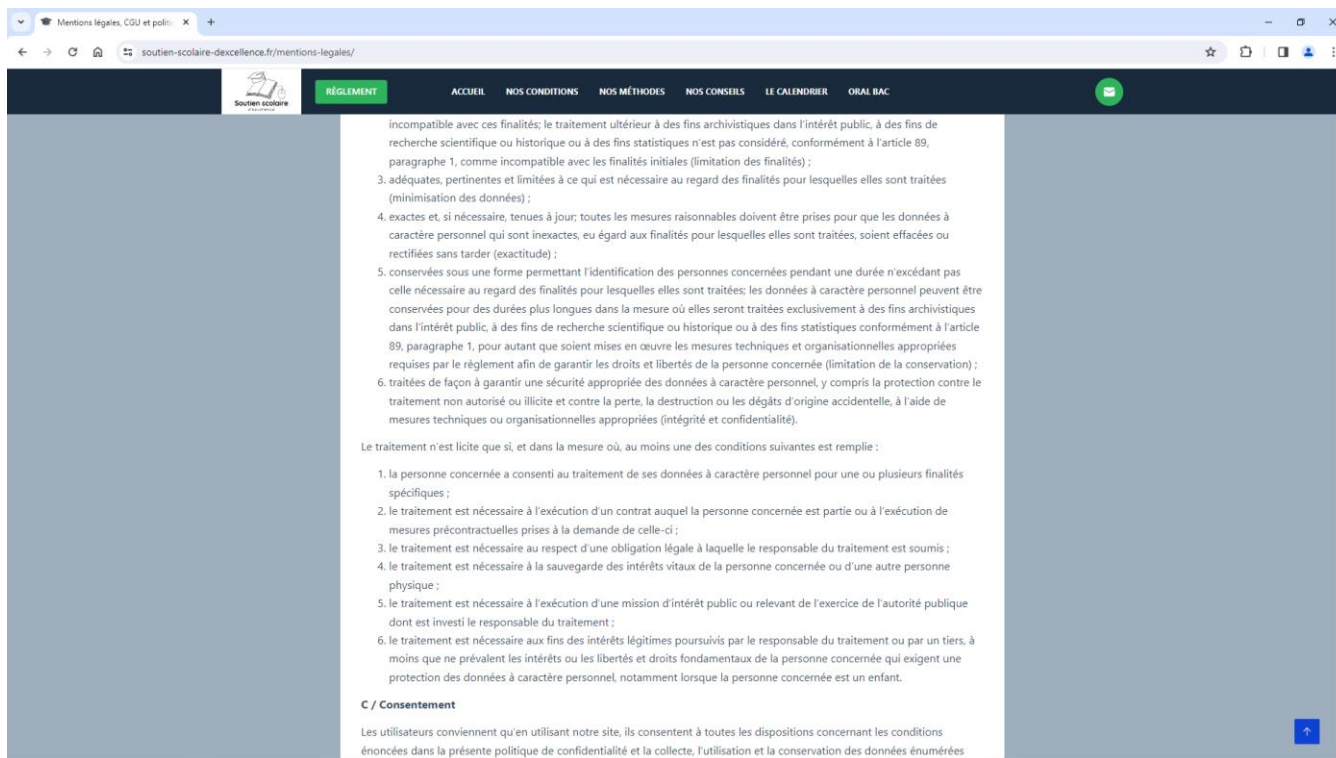 Mentions légales, CGU et politi
soutien-scolaire-dexcellence.fr/mentions-legales/
Soutien scolaire
RÈGLEMENT
ACCUEIL NOS CONDITIONS NOS MÉTHODES NOS CONSEILS LE CALENDRIER ORAL BAC
incompatible avec ces finalités; le traitement ultérieur à des fins archivistiques dans l'intérêt public, à des fins de
recherche scientifique ou historique ou à des fins statistiques n'est pas considéré, conformément à l'article 89,
paragraphe 1, comme incompatible avec les finalités initiales (limitation des finalités) ;
3. adéquates, pertinentes et limitées à ce qui est nécessaire au regard des finalités pour lesquelles elles sont traitées
(minimisation des données) ;
4. exactes et, si nécessaire, tenues à jour; toutes les mesures raisonnables doivent être prises pour que les données à
caractère personnel qui sont inexactes, eu égard aux finalités pour lesquelles elles sont traitées, soient effacées ou
rectifiées sans tarder (exactitude) ;
5. conservées sous une forme permettant l'identification des personnes concernées pendant une durée n'excédant pas
celle nécessaire au regard des finalités pour lesquelles elles sont traitées; les données à caractère personnel peuvent être
conservées pour des durées plus longues dans la mesure où elles seront traitées exclusivement à des fins archivistiques
dans l'intérêt public, à des fins de recherche scientifique ou historique ou à des fins statistiques conformément à l'article
89, paragraphe 1, pour autant que soient mises en œuvre les mesures techniques et organisationnelles appropriées
requises par le règlement afin de garantir les droits et libertés de la personne concernée (limitation de la conservation) ;
6. traitées de façon à garantir une sécurité appropriée des données à caractère personnel, y compris la protection contre le
traitement non autorisé ou illicite et contre la perte, la destruction ou les dégâts d'origine accidentelle, à l'aide de
mesures techniques ou organisationnelles appropriées (intégrité et confidentialité).
Le traitement n'est licite que si, et dans la mesure où, au moins une des conditions suivantes est remplie :
1. la personne concernée a consenti au traitement de ses données à caractère personnel pour une ou plusieurs finalités
spécifiques ;
2. le traitement est nécessaire à l'exécution d'un contrat auquel la personne concernée est partie ou à l'exécution de
mesures précontractuelles prises à la demande de celle-ci ;
3. le traitement est nécessaire au respect d'une obligation légale à laquelle le responsable du traitement est soumis ;
4. le traitement est nécessaire à la sauvegarde des intérêts vitaux de la personne concernée ou d'une autre personne
physique ;
5. le traitement est nécessaire à l'exécution d'une mission d'intérêt public ou relevant de l'exercice de l'autorité publique
dont est investi le responsable du traitement ;
6. le traitement est nécessaire aux fins des intérêts légitimes poursuivis par le responsable du traitement ou par un tiers, à
moins que ne prévalent les intérêts ou les libertés et droits fondamentaux de la personne concernée qui exigent une
protection des données à caractère personnel, notamment lorsque la personne concernée est un enfant.
C / Consentement
Les utilisateurs conviennent qu'en utilisant notre site, ils consentent à toutes les dispositions concernant les conditions
énoncées dans la présente politique de confidentialité et la collecte, l'utilisation et la conservation des données énumérées